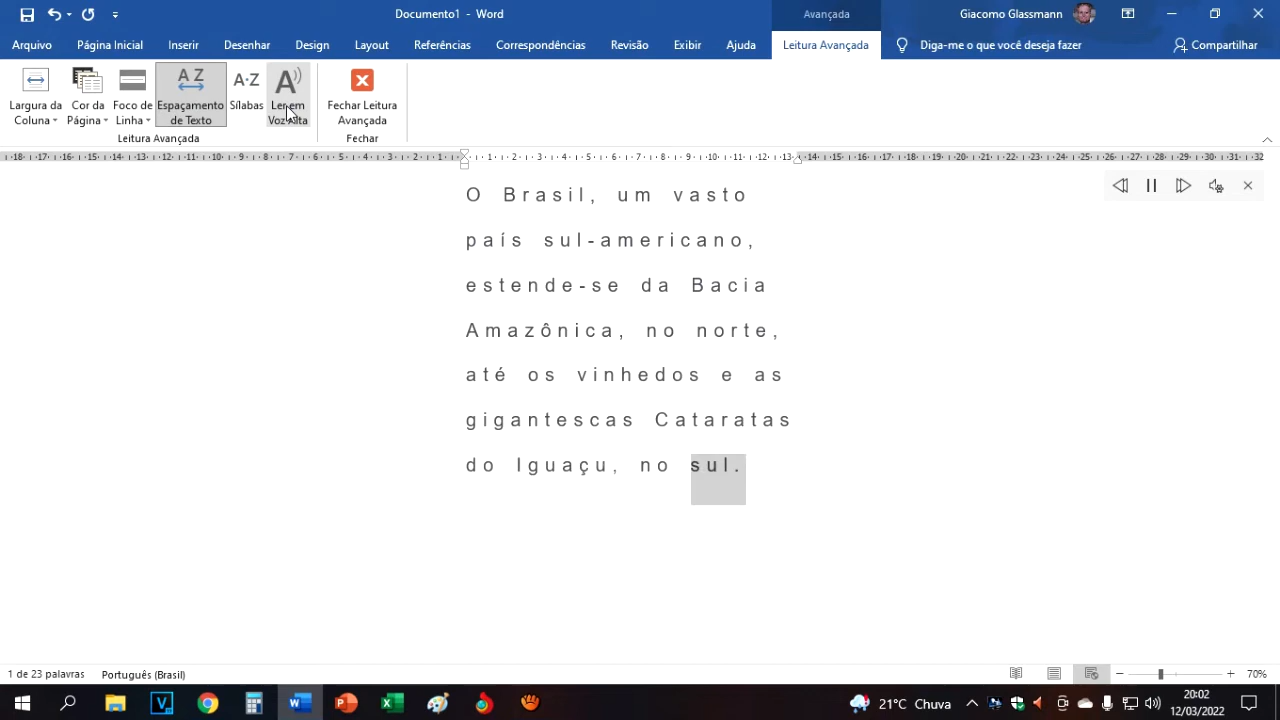 Documento1 - Word
Avançada
Giacomo Glassmann
Arquivo Página Inicial Inserir Desenhar Design Layout Referências Correspondências Revisão Exibir Ajuda Leitura Avançada Diga-me o que você deseja fazer Compartilhar
Largura da Coluna
Cor da Página
Foco de Linha
Espaçamento de Texto
Sílabas
Ler em Voz Alta
Fechar Leitura Avançada
Leitura Avançada
Fechar
O Brasil, um vasto
país sul-americano,
estende-se da Bacia
Amazônica, no norte,
até os vinhedos e as
gigantescas Cataratas
do Iguaçu, no sul.
1 de 23 palavras Português (Brasil) 70%
21°C Chuva
20:02
12/03/2022